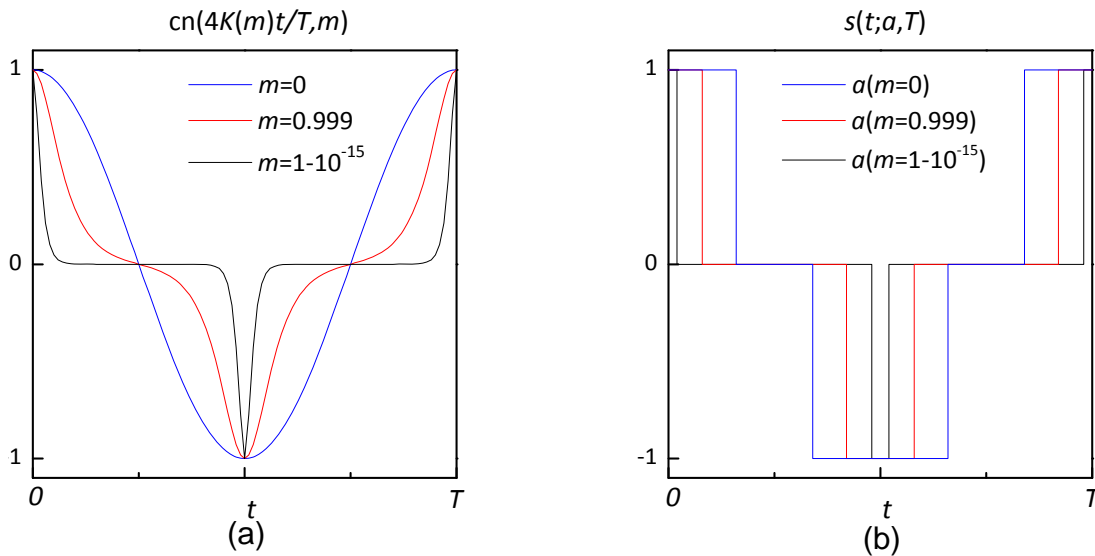 cn(4K(m)t/T,m)
1
0
1
m=0
m=0.999
m=1-10⁻¹⁵
0
t
T
(a)
s(t;a,T)
1
0
-1
a(m=0)
a(m=0.999)
a(m=1-10⁻¹⁵)
0
t
T
(b)